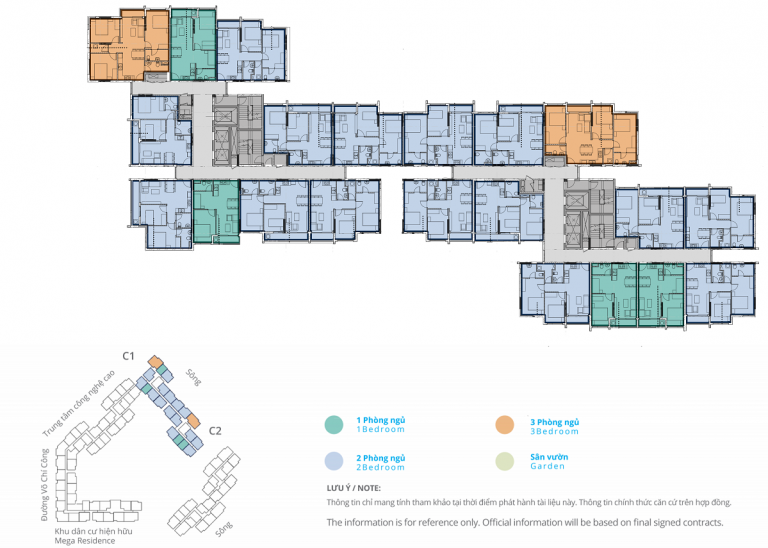 C1
Sông
Trung tâm công nghệ cao
C2
Đường Võ Chí Công
Sông
Khu dân cư hiện hữu
Mega Residence
1 Phòng ngủ
1Bedroom
3 Phòng ngủ
3Bedroom
2 Phòng ngủ
2Bedroom
Sân vườn
Garden
LƯU Ý / NOTE:
Thông tin chỉ mang tính tham khảo tại thời điểm phát hành tài liệu này. Thông tin chính thức căn cứ trên hợp đồng.
The information is for reference only. Official information will be based on final signed contracts.